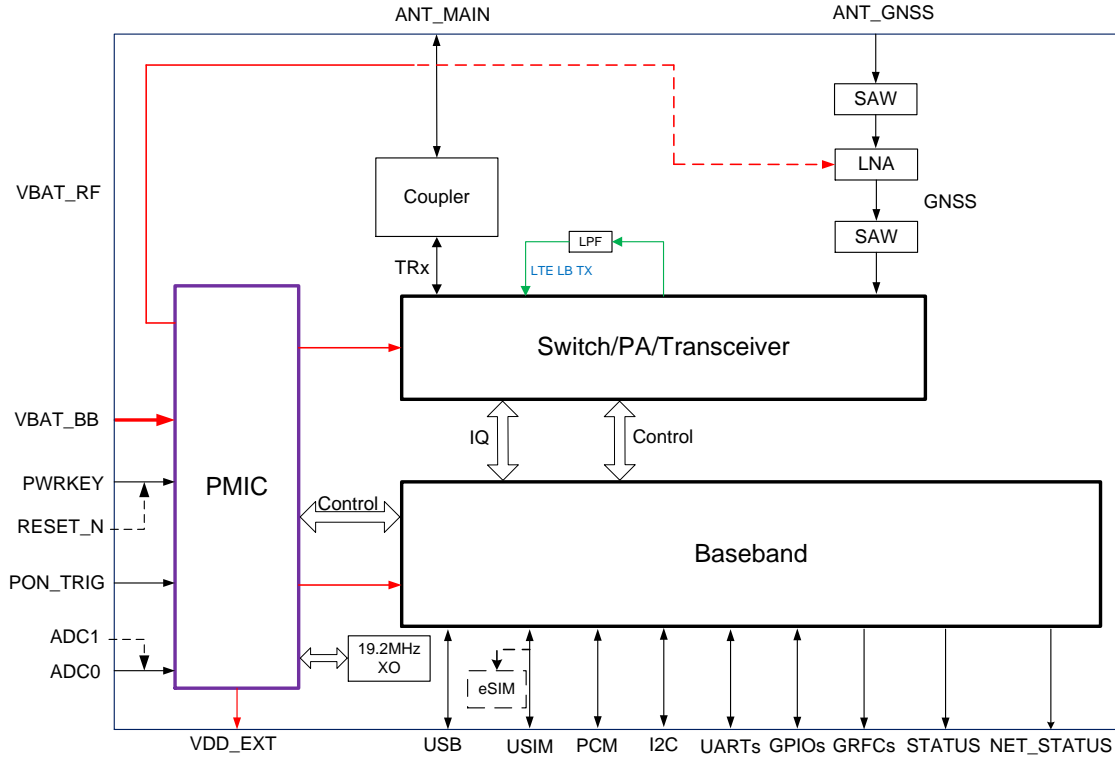 ANT_MAIN
ANT_GNSS
SAW
LNA
GNSS
SAW
VBAT_RF
Coupler
TRx
LPF
LTE LB TX
Switch/PA/Transceiver
VBAT_BB
IQ
Control
PWRKEY
RESET_N
PMIC
Control
Baseband
PON_TRIG
ADC1
ADC0
19.2MHz
XO
eSIM
VDD_EXT
USB
USIM
PCM
I2C
UARTs
GPIOs
GRFCs
STATUS
NET_STATUS